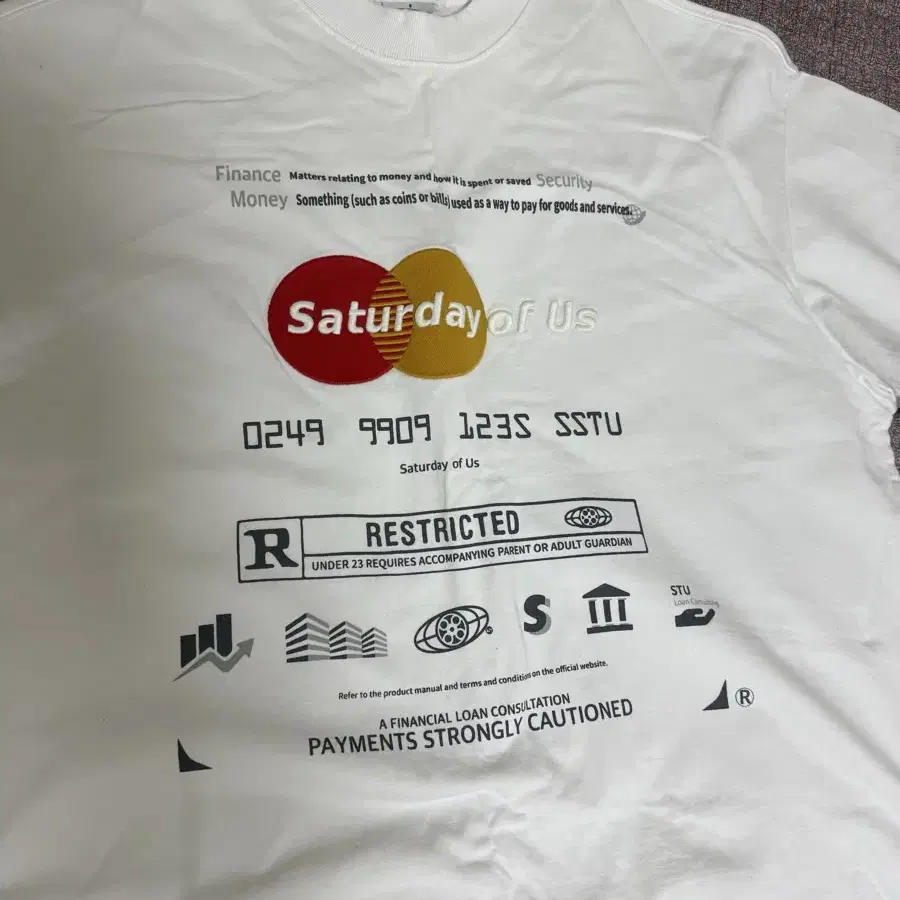 Finance Matters relating to money and how it is spent or saved Security
Money Something (such as coins or bills) used as a way to pay for goods and services.
Saturday of Us
0249 9909 123S SSTU
Saturday of Us
R RESTRICTED
UNDER 23 REQUIRES ACCOMPANYING PARENT OR ADULT GUARDIAN
S
STU
Loan Consulting
Refer to the product manual and terms and condition on the official website.
®
A FINANCIAL LOAN CONSULTATION
PAYMENTS STRONGLY CAUTIONED